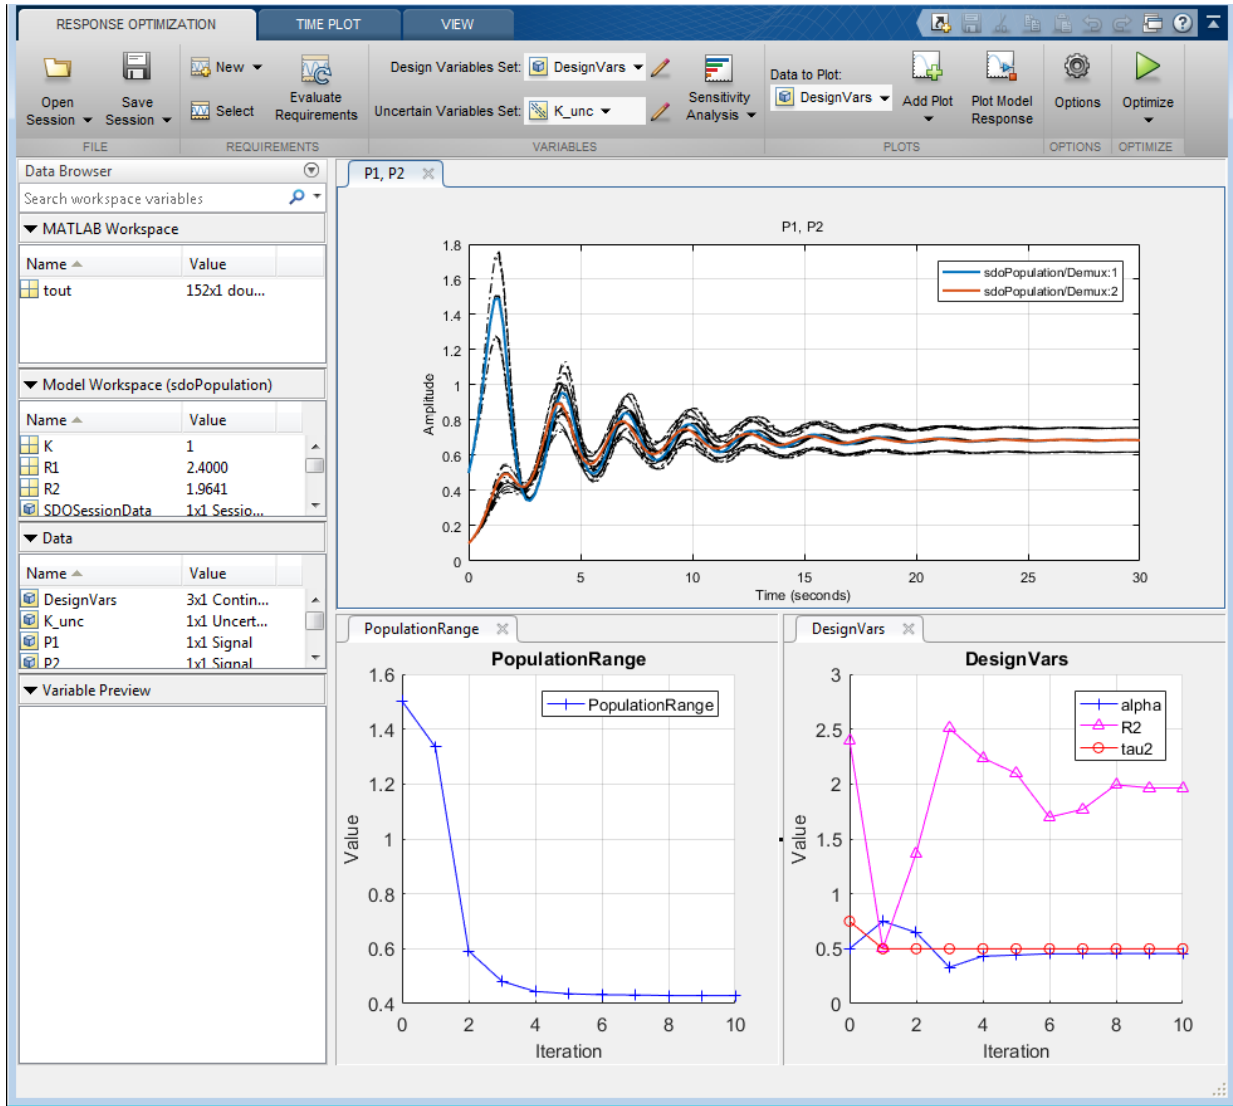 RESPONSE OPTIMIZATION TIME PLOT VIEW
Open Session
Save Session
New
Select
Evaluate Requirements
Design Variables Set: DesignVars
Uncertain Variables Set: K_unc
Sensitivity Analysis
Data to Plot:
DesignVars
Add Plot
Plot Model Response
Options
Optimize
FILE REQUIREMENTS VARIABLES PLOTS OPTIONS OPTIMIZE
Data Browser
Search workspace variables
MATLAB Workspace
Name Value
tout 152x1 dou...
Model Workspace (sdoPopulation)
Name Value
K 1
R1 2.4000
R2 1.9641
SDOSessionData 1x1 Sessio...
Data
Name Value
DesignVars 3x1 Contin...
K_unc 1x1 Uncert...
P1 1x1 Signal
P2 1x1 Signal
Variable Preview
P1, P2
P1, P2
sdoPopulation/Demux:1
sdoPopulation/Demux:2
Amplitude
1.8
1.6
1.4
1.2
1
0.8
0.6
0.4
0.2
0
0 5 10 15 20 25 30
Time (seconds)
PopulationRange
PopulationRange
PopulationRange
Value
1.6
1.4
1.2
1
0.8
0.6
0.4
0 2 4 6 8 10
Iteration
DesignVars
DesignVars
alpha
R2
tau2
Value
3
2.5
2
1.5
1
0.5
0
0 2 4 6 8 10
Iteration